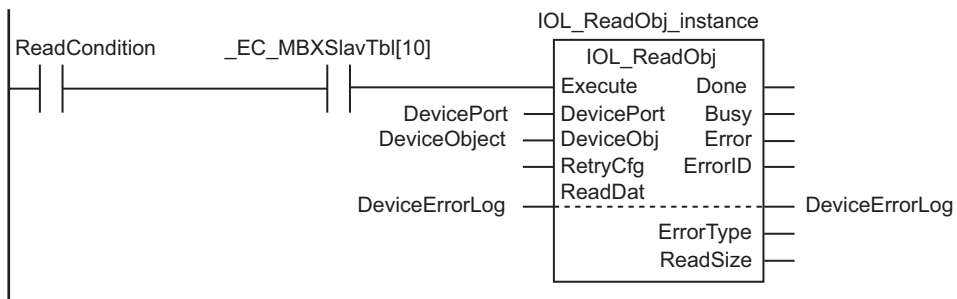 IOL_ReadObj_instance
ReadCondition _EC_MBXSlavTbl[10] IOL_ReadObj
Execute Done
DevicePort DevicePort Busy
DeviceObject DeviceObj Error
RetryCfg ErrorID
ReadDat
DeviceErrorLog DeviceErrorLog
ErrorType
ReadSize